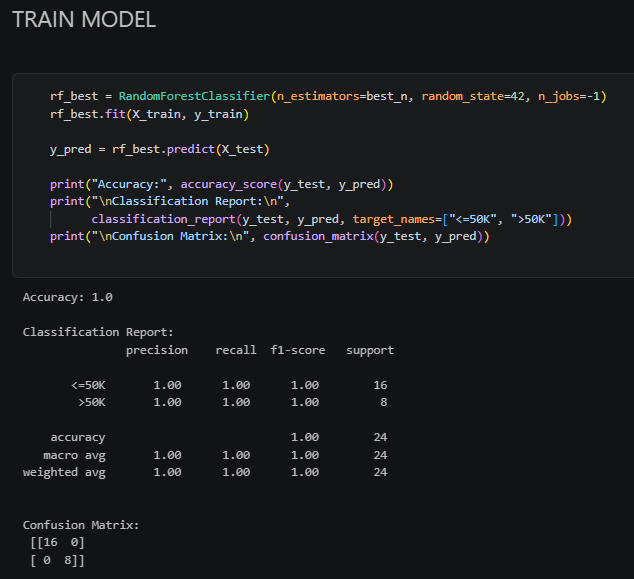 TRAIN MODEL
rf_best = RandomForestClassifier(n_estimators=best_n, random_state=42, n_jobs=-1)
rf_best.fit(X_train, y_train)
y_pred = rf_best.predict(X_test)
print("Accuracy:", accuracy_score(y_test, y_pred))
print("\nClassification Report:\n",
classification_report(y_test, y_pred, target_names=["<=50K", ">50K"]))
print("\nConfusion Matrix:\n", confusion_matrix(y_test, y_pred))
Accuracy: 1.0
Classification Report:
precision recall f1-score support
<=50K 1.00 1.00 1.00 16
>50K 1.00 1.00 1.00 8
accuracy 1.00 24
macro avg 1.00 1.00 1.00 24
weighted avg 1.00 1.00 1.00 24
Confusion Matrix:
[[16 0]
[ 0 8]]